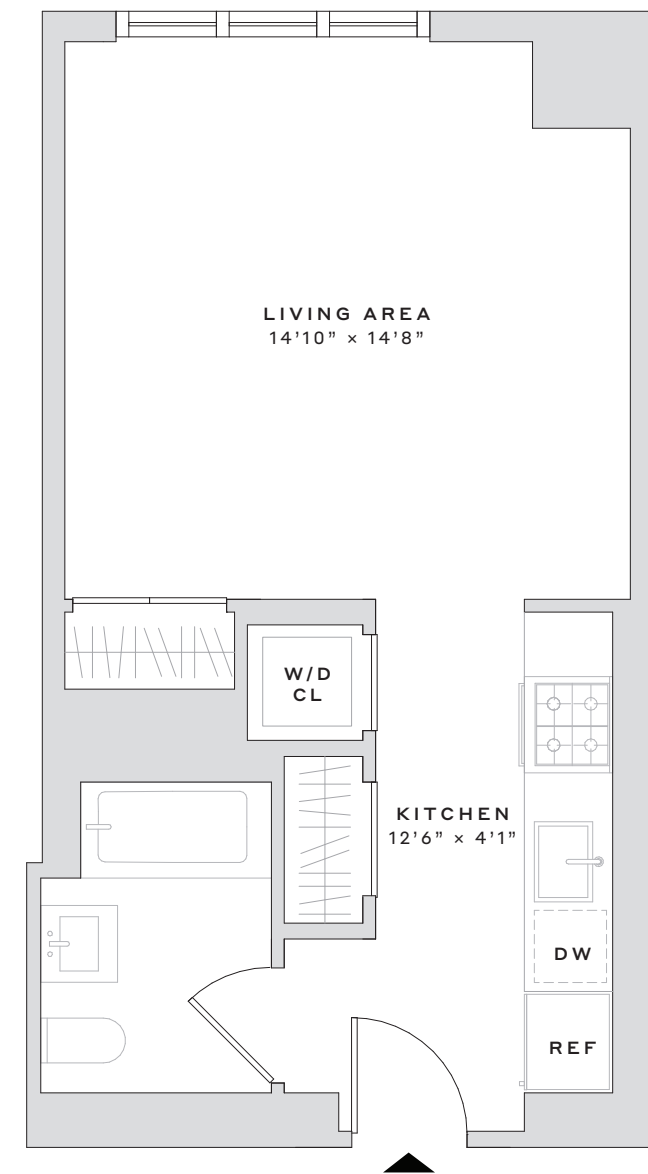 LIVING AREA
14’10” × 14’8”
W/D
CL
KITCHEN
12’6” × 4’1”
DW
REF